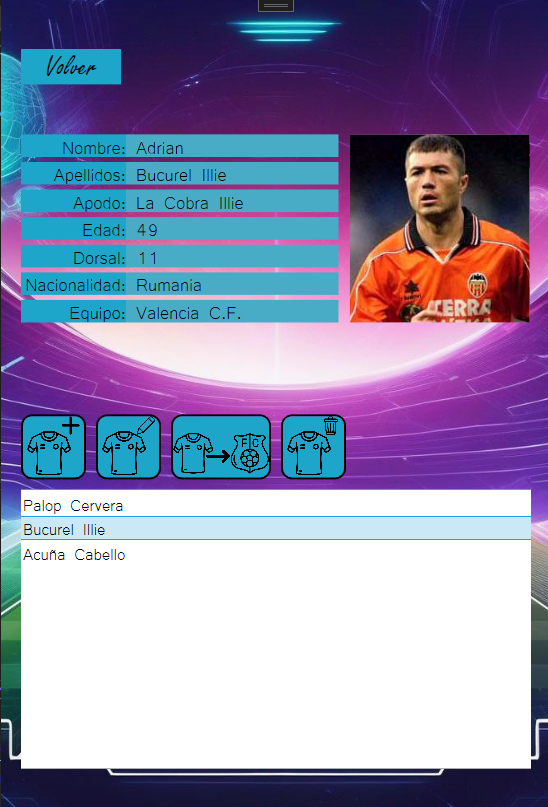 Volver
Nombre: Adrian
Apellidos: Bucurel Illie
Apodo: La Cobra Illie
Edad: 49
Dorsal: 11
Nacionalidad: Rumania
Equipo: Valencia C.F.
CERRA
F C
Palop Cervera
Bucurel Illie
Acuña Cabello